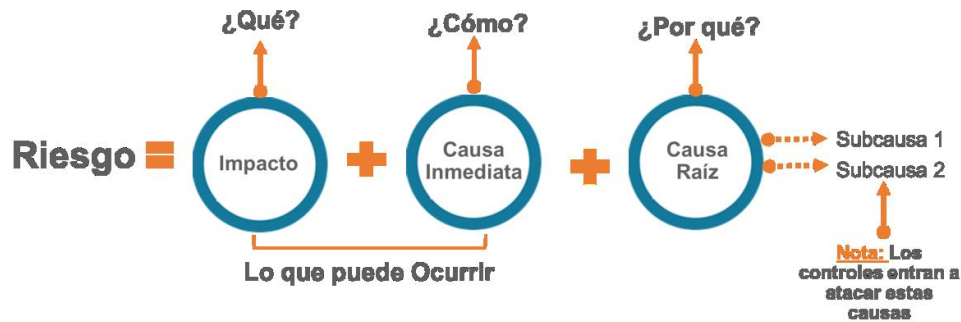 ¿Qué?
¿Cómo?
¿Por qué?
Riesgo =
Impacto
+
Causa
Inmediata
+
Causa
Raíz
Subcausa 1
Subcausa 2
Lo que puede Ocurrir
Nota: Los
controles entran a
atacar estas
causas